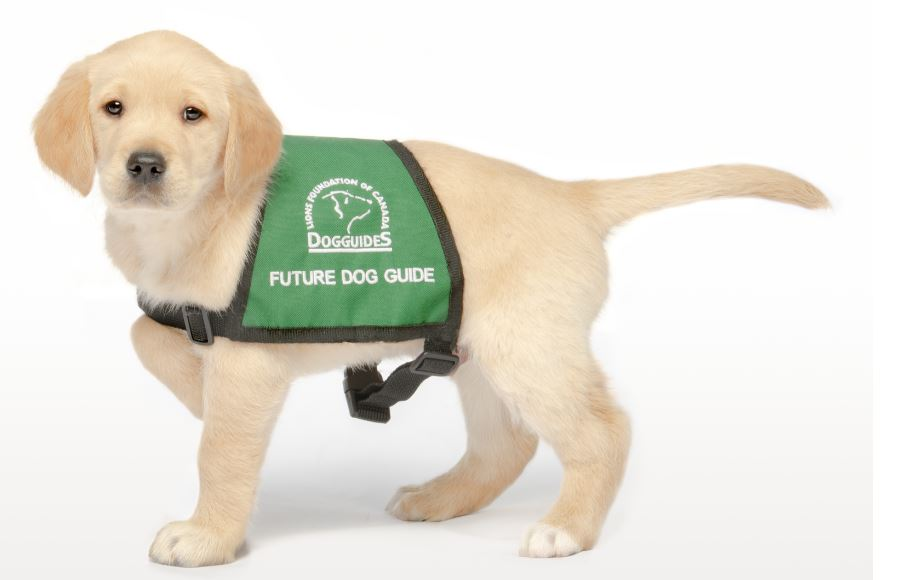 LIONS FOUNDATION OF CANADA
DOGGUIDES
FUTURE DOG GUIDE